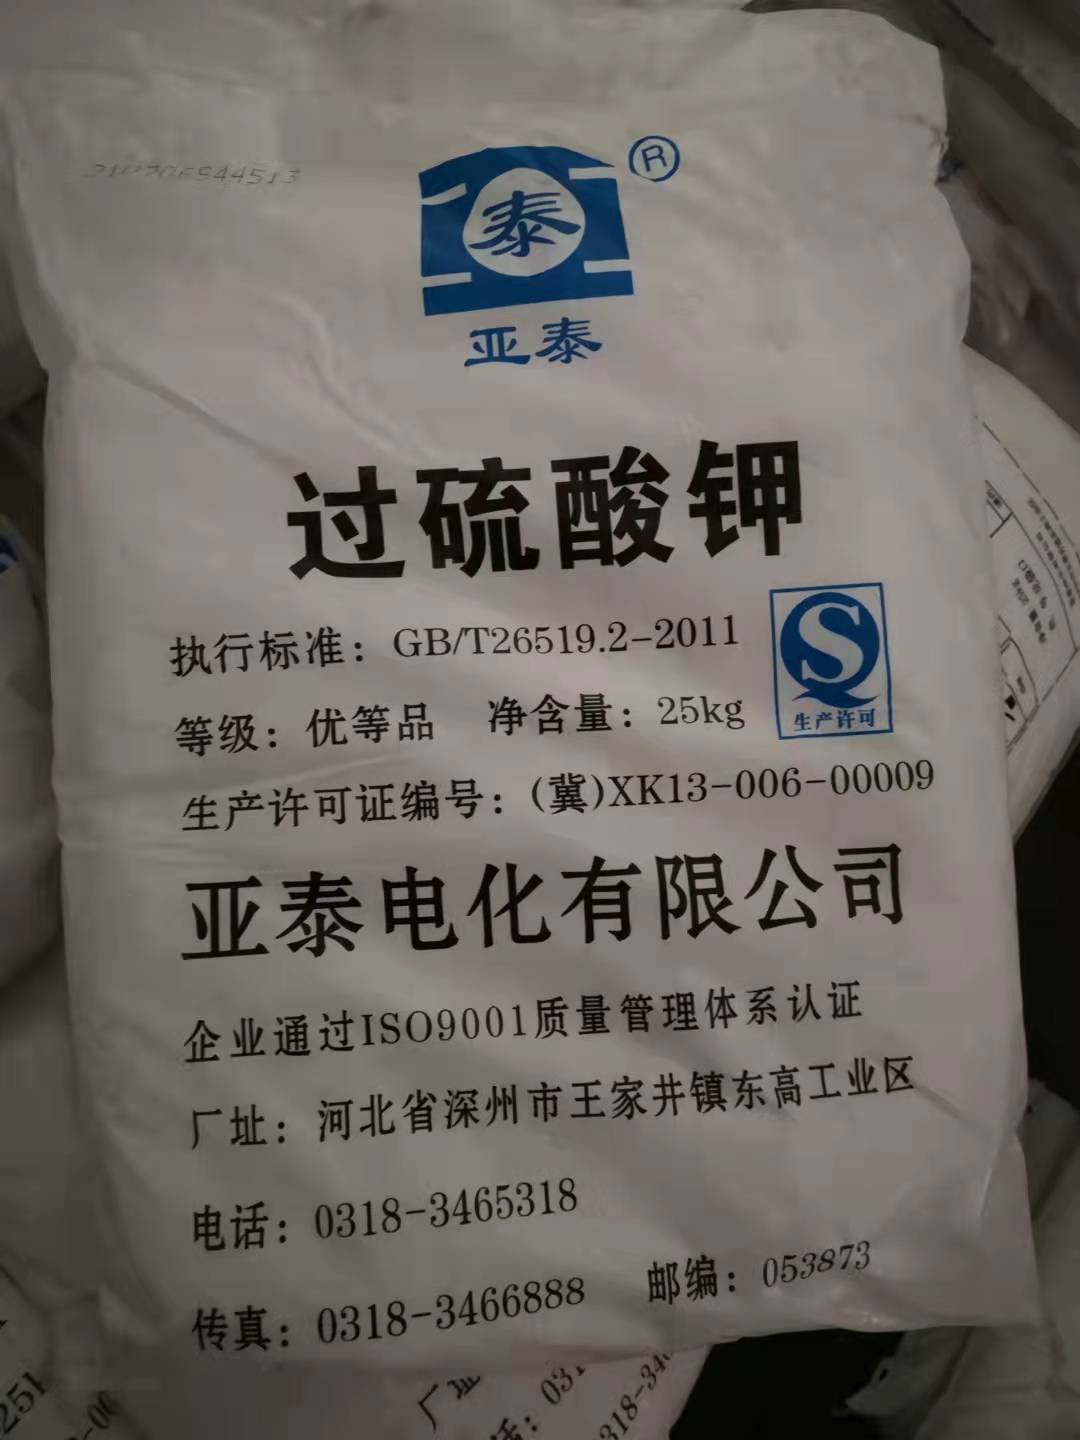 泰
®
亚泰
过硫酸钾
执行标准：GB/T26519.2-2011
等级：优等品 净含量：25kg
生产许可
生产许可证编号：(冀)XK13-006-00009
亚泰电化有限公司
企业通过ISO9001质量管理体系认证
厂址：河北省深州市王家井镇东高工业区
电话：0318-3465318
传真：0318-3466888 邮编：053873